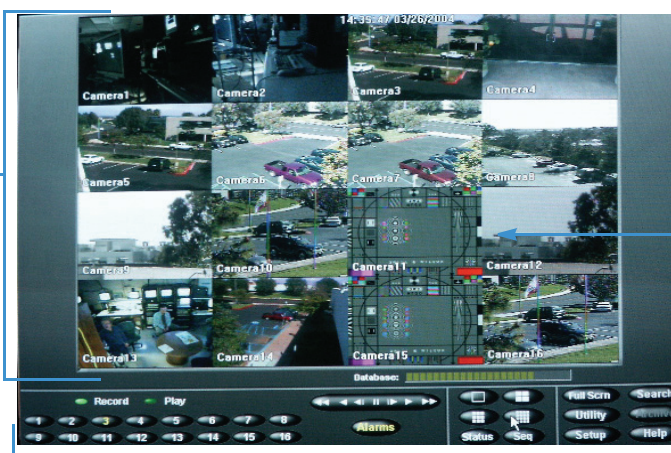 14:35:47 03/26/2004
Camera1 Camera2 Camera3 Camera4
Camera5 Camera6 Camera7 Camera8
Camera9 Camera10 Camera11 Camera12
Camera13 Camera14 Camera15 Camera16
Database:
Record Play
Full Scrn Search
1 2 3 4 5 6 7 8
Alarms
Utility
9 10 11 12 13 14 15 16
Status Seq Setup Help